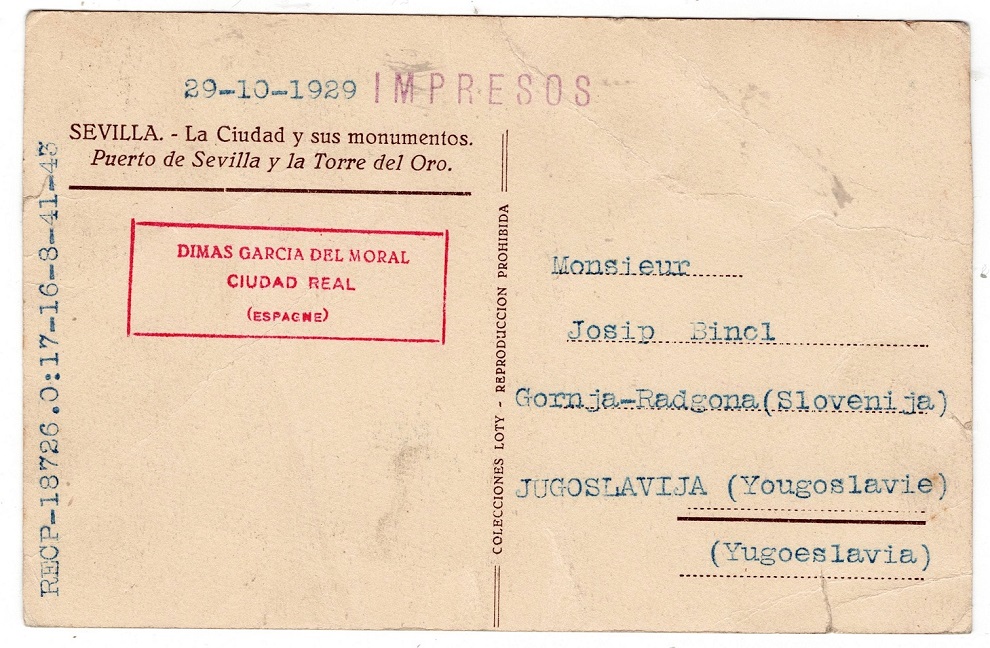 29-10-1929 IMPRESOS
SEVILLA. - La Ciudad y sus monumentos.
Puerto de Sevilla y la Torre del Oro.
RECP-18726.0:17-16-8-41-43
DIMAS GARCIA DEL MORAL
CIUDAD REAL
(ESPAGNE)
COLECCIONES LOTY - REPRODUCCION PROHIBIDA
Monsieur
Josip Bincl
Gornja-Radgona(Slovenija)
JUGOSLAVIJA (Yougoslavie)
(Yugoeslavia)